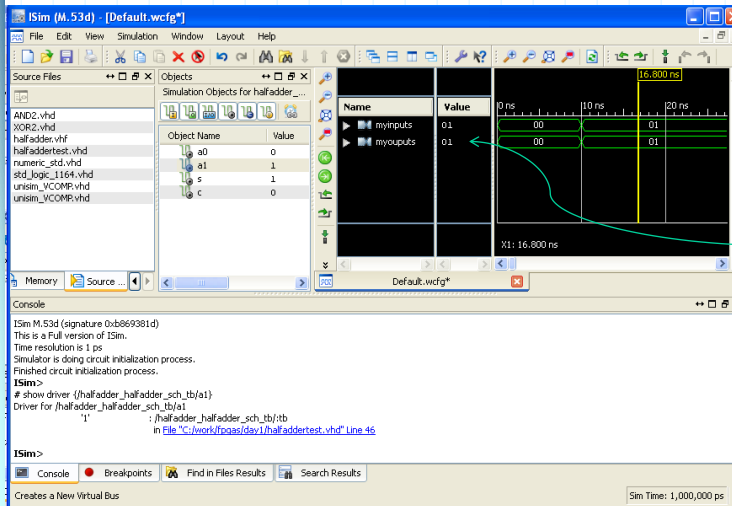 ISim (M.53d) - [Default.wcfg*]
File Edit View Simulation Window Layout Help
Source Files
Objects
Simulation Objects for halfadder_...
AND2.vhd
XOR2.vhd
halfadder.vhf
halfaddertest.vhd
numeric_std.vhd
std_logic_1164.vhd
unisim_VCOMP.vhd
unisim_VCOMP.vhd
Object Name Value
a0 0
a1 1
s 1
c 0
Memory Source ...
16.800 ns
Name Value
0 ns 10 ns 20 ns
myinputs 01 00 01
myouputs 01 00 01
X1: 16.800 ns
Default.wcfg*
Console
ISim M.53d (signature 0xb869381d)
This is a Full version of ISim.
Time resolution is 1 ps
Simulator is doing circuit initialization process.
Finished circuit initialization process.
ISim>
# show driver {/halfadder_halfadder_sch_tb/a1}
Driver for /halfadder_halfadder_sch_tb/a1
'1' : /halfadder_halfadder_sch_tb/:tb
in File "C:/work/fpgas/day1/halfaddertest.vhd" Line 46
ISim>
Console Breakpoints Find in Files Results Search Results
Creates a New Virtual Bus
Sim Time: 1,000,000 ps